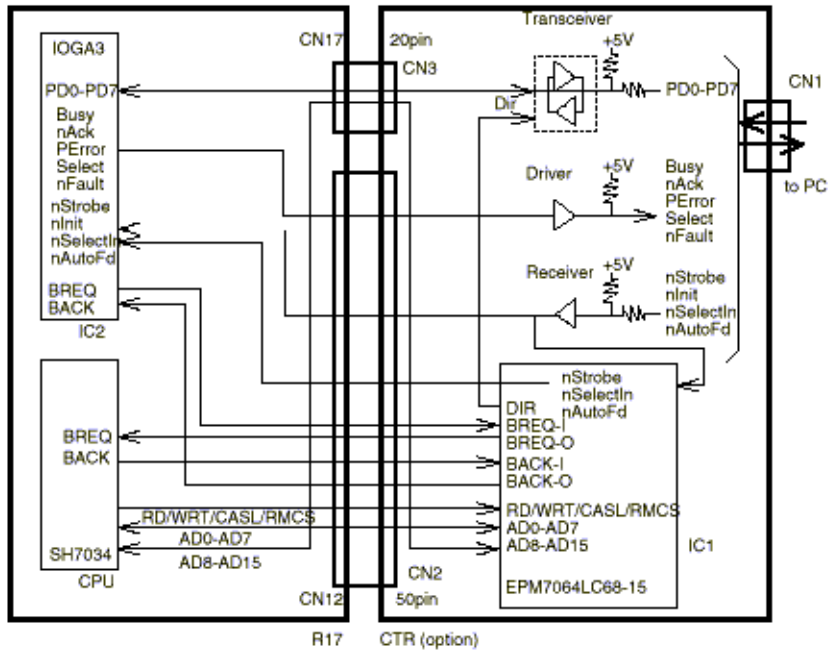 IOGA3
PD0-PD7
Busy
nAck
PError
Select
nFault
nStrobe
nInit
nSelectIn
nAutoFd
BREQ
BACK
IC2
BREQ
BACK
SH7034
CPU
RD/WRT/CASL/RMCS
AD0-AD7
AD8-AD15
CN17
20pin
CN3
CN12
CN2
50pin
R17
CTR (option)
Transceiver
+5V
PD0-PD7
Dir
CN1
to PC
Driver
+5V
Busy
nAck
PError
Select
nFault
Receiver
+5V
nStrobe
nInit
nSelectIn
nAutoFd
nStrobe
nSelectIn
nAutoFd
DIR
BREQ-I
BREQ-O
BACK-I
BACK-O
RD/WRT/CASL/RMCS
AD0-AD7
AD8-AD15
EPM7064LC68-15
IC1